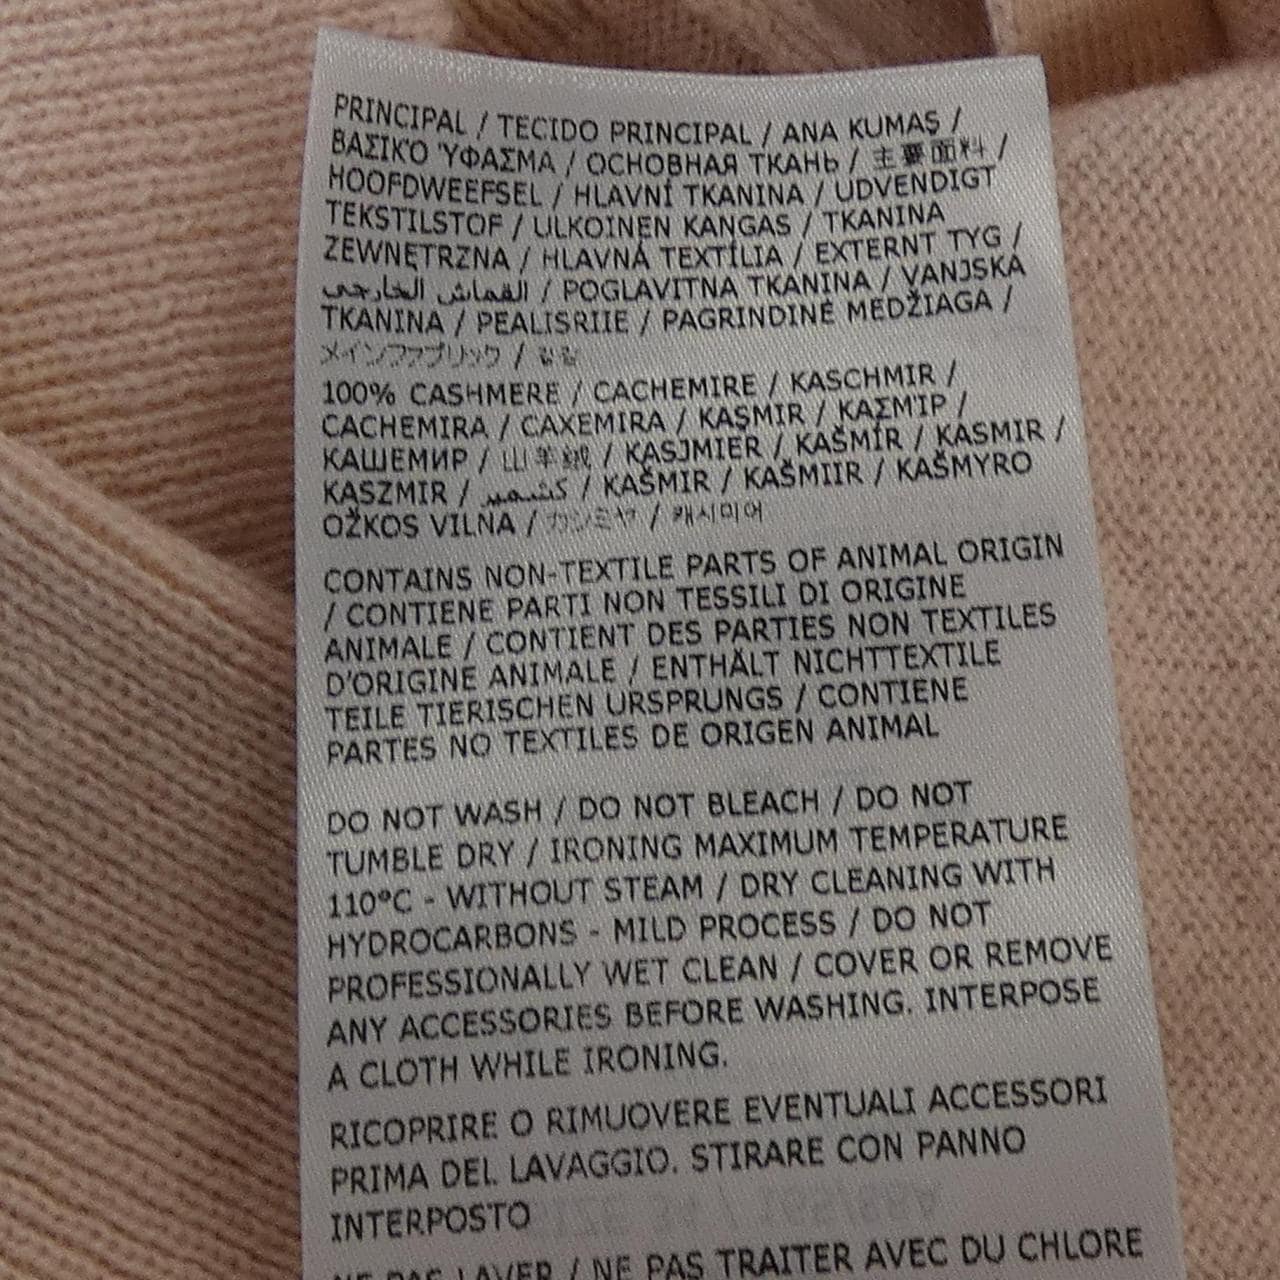 PRINCIPAL / TECIDO PRINCIPAL / ANA KUMAŞ /
ΒΑΣΙΚΌ ΎΦΑΣΜΑ / ОСНОВНАЯ ТКАНЬ / 主要面料 /
HOOFDWEEFSEL / HLAVNÍ TKANINA / UDVENDIGT
TEKSTILSTOF / ULKOINEN KANGAS / TKANINA
ZEWNĘTRZNA / HLAVNÁ TEXTÍLIA / EXTERNT TYG /
القماش الخارجي / POGLAVITNA TKANINA / VANJSKA
TKANINA / PEALISRIIE / PAGRINDINĖ MEDŽIAGA /
メインファブリック / 겉감
100% CASHMERE / CACHEMIRE / KASCHMIR /
CACHEMIRA / CAXEMIRA / KAŞMIR / ΚΑΣΜΊΡ /
КАШЕМИР / 山羊絨 / KASJMIER / KAŠMÍR / KASMIR /
KASZMIR / كشمير / KAŠMIR / KAŠMIIR / KAŠMYRO
OŽKOS VILNA / カシミヤ / 캐시미어
CONTAINS NON-TEXTILE PARTS OF ANIMAL ORIGIN
/ CONTIENE PARTI NON TESSILI DI ORIGINE
ANIMALE / CONTIENT DES PARTIES NON TEXTILES
D'ORIGINE ANIMALE / ENTHÄLT NICHTTEXTILE
TEILE TIERISCHEN URSPRUNGS / CONTIENE
PARTES NO TEXTILES DE ORIGEN ANIMAL
DO NOT WASH / DO NOT BLEACH / DO NOT
TUMBLE DRY / IRONING MAXIMUM TEMPERATURE
110°C - WITHOUT STEAM / DRY CLEANING WITH
HYDROCARBONS - MILD PROCESS / DO NOT
PROFESSIONALLY WET CLEAN / COVER OR REMOVE
ANY ACCESSORIES BEFORE WASHING. INTERPOSE
A CLOTH WHILE IRONING.
RICOPRIRE O RIMUOVERE EVENTUALI ACCESSORI
PRIMA DEL LAVAGGIO. STIRARE CON PANNO
INTERPOSTO
NE PAS LAVER / NE PAS TRAITER AVEC DU CHLORE